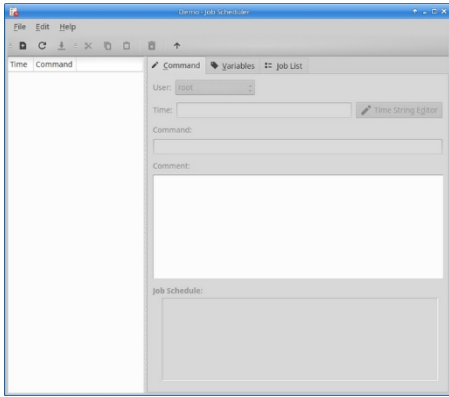 Demo - Job Scheduler
File Edit Help
Time Command
Command Variables Job List
User: root
Time: Time String Editor
Command:
Comment:
Job Schedule: